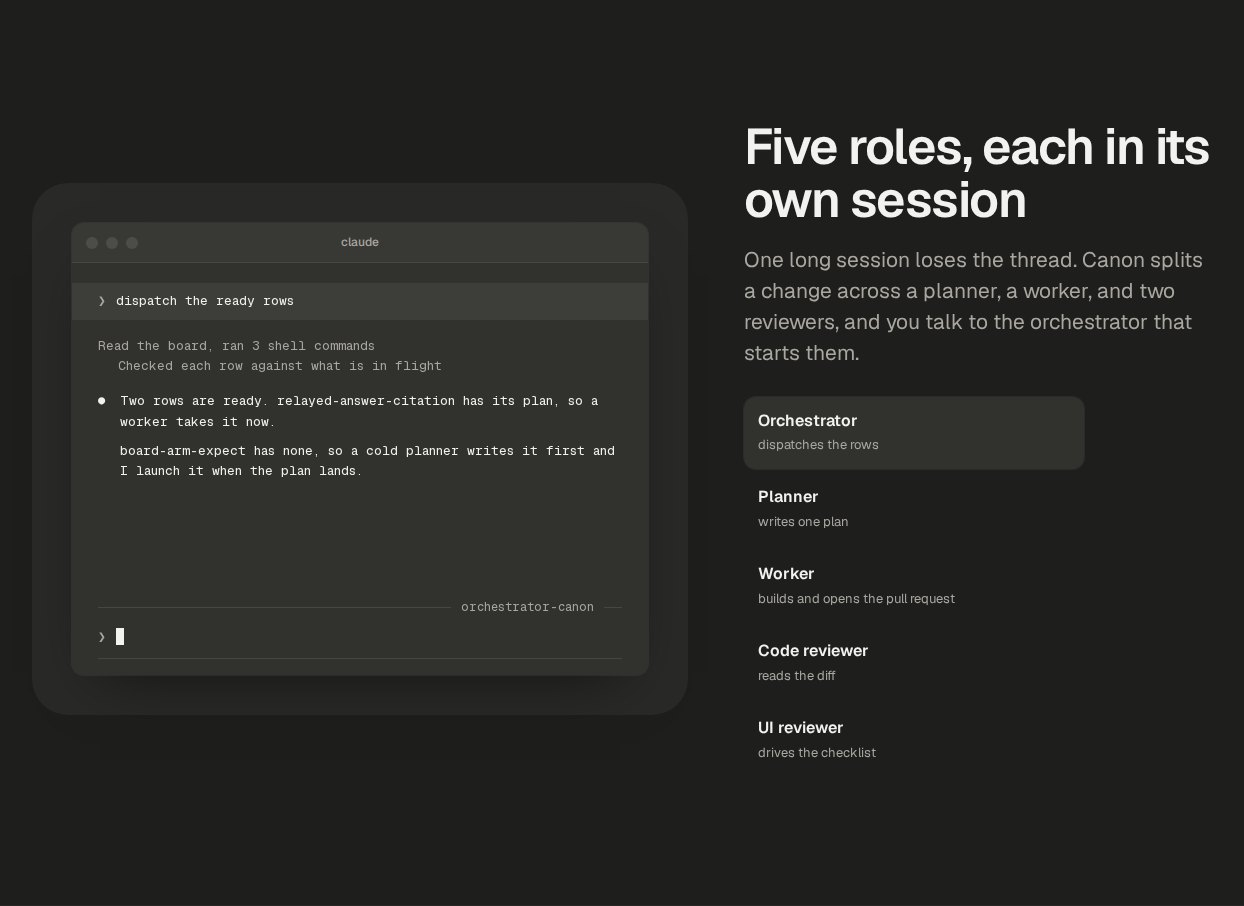 claude
❯ dispatch the ready rows
Read the board, ran 3 shell commands
Checked each row against what is in flight
● Two rows are ready. relayed-answer-citation has its plan, so a
worker takes it now.
board-arm-expect has none, so a cold planner writes it first and
I launch it when the plan lands.
orchestrator-canon
❯
Five roles, each in its
own session
One long session loses the thread. Canon splits
a change across a planner, a worker, and two
reviewers, and you talk to the orchestrator that
starts them.
Orchestrator
dispatches the rows
Planner
writes one plan
Worker
builds and opens the pull request
Code reviewer
reads the diff
UI reviewer
drives the checklist